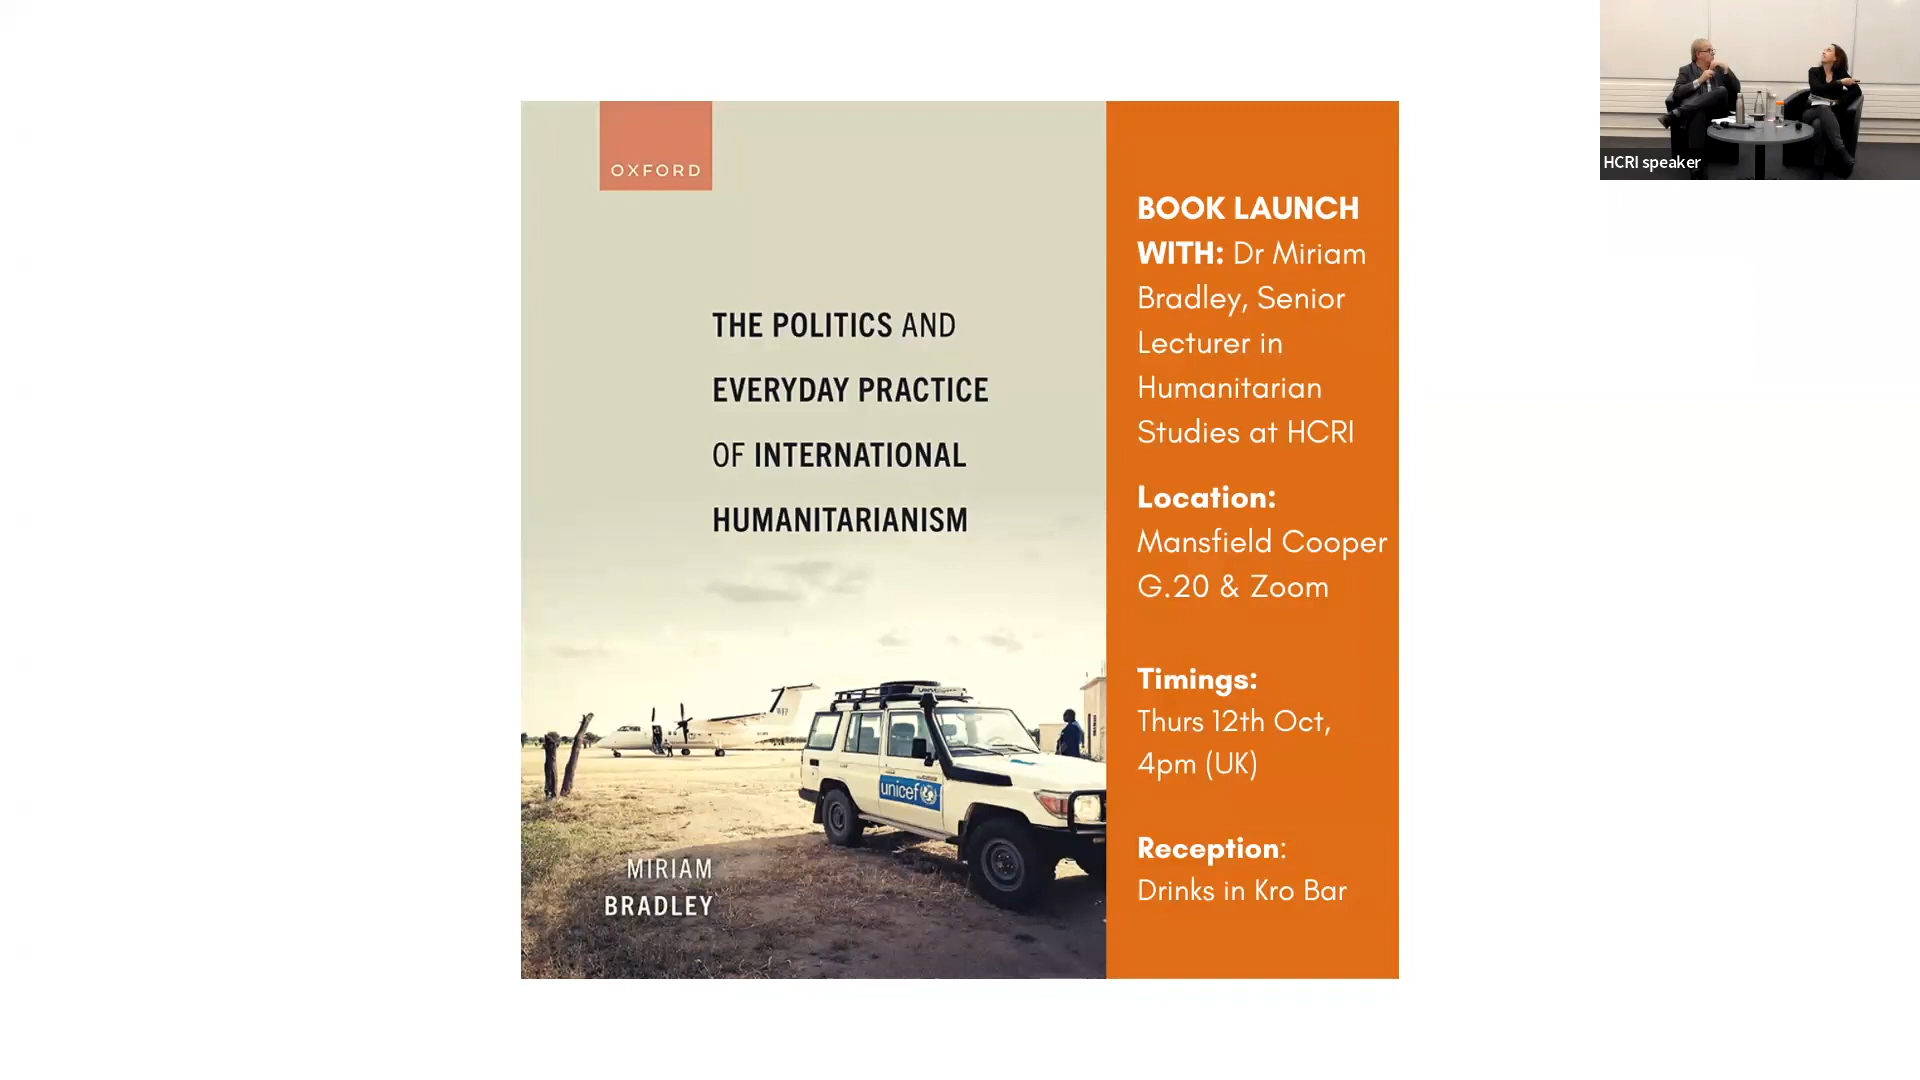 OXFORD
THE POLITICS AND
EVERYDAY PRACTICE
OF INTERNATIONAL
HUMANITARIANISM
unicef
MIRIAM
BRADLEY
BOOK LAUNCH
WITH: Dr Miriam
Bradley, Senior
Lecturer in
Humanitarian
Studies at HCRI
Location:
Mansfield Cooper
G.20 & Zoom
Timings:
Thurs 12th Oct,
4pm (UK)
Reception:
Drinks in Kro Bar
HCRI speaker